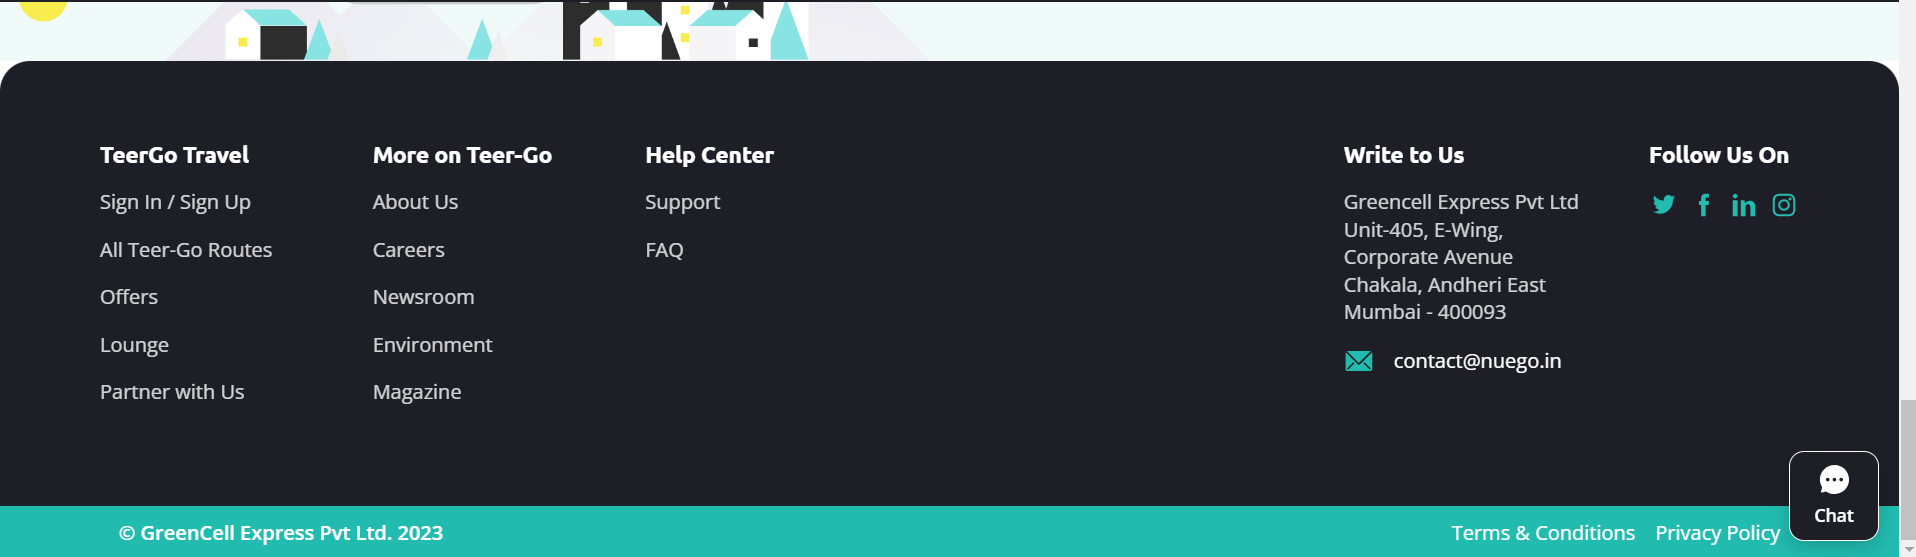 TeerGo Travel
Sign In / Sign Up
All Teer-Go Routes
Offers
Lounge
Partner with Us
More on Teer-Go
About Us
Careers
Newsroom
Environment
Magazine
Help Center
Support
FAQ
Write to Us
Greencell Express Pvt Ltd
Unit-405, E-Wing,
Corporate Avenue
Chakala, Andheri East
Mumbai - 400093
contact@nuego.in
Follow Us On
Chat
© GreenCell Express Pvt Ltd. 2023
Terms & Conditions
Privacy Policy